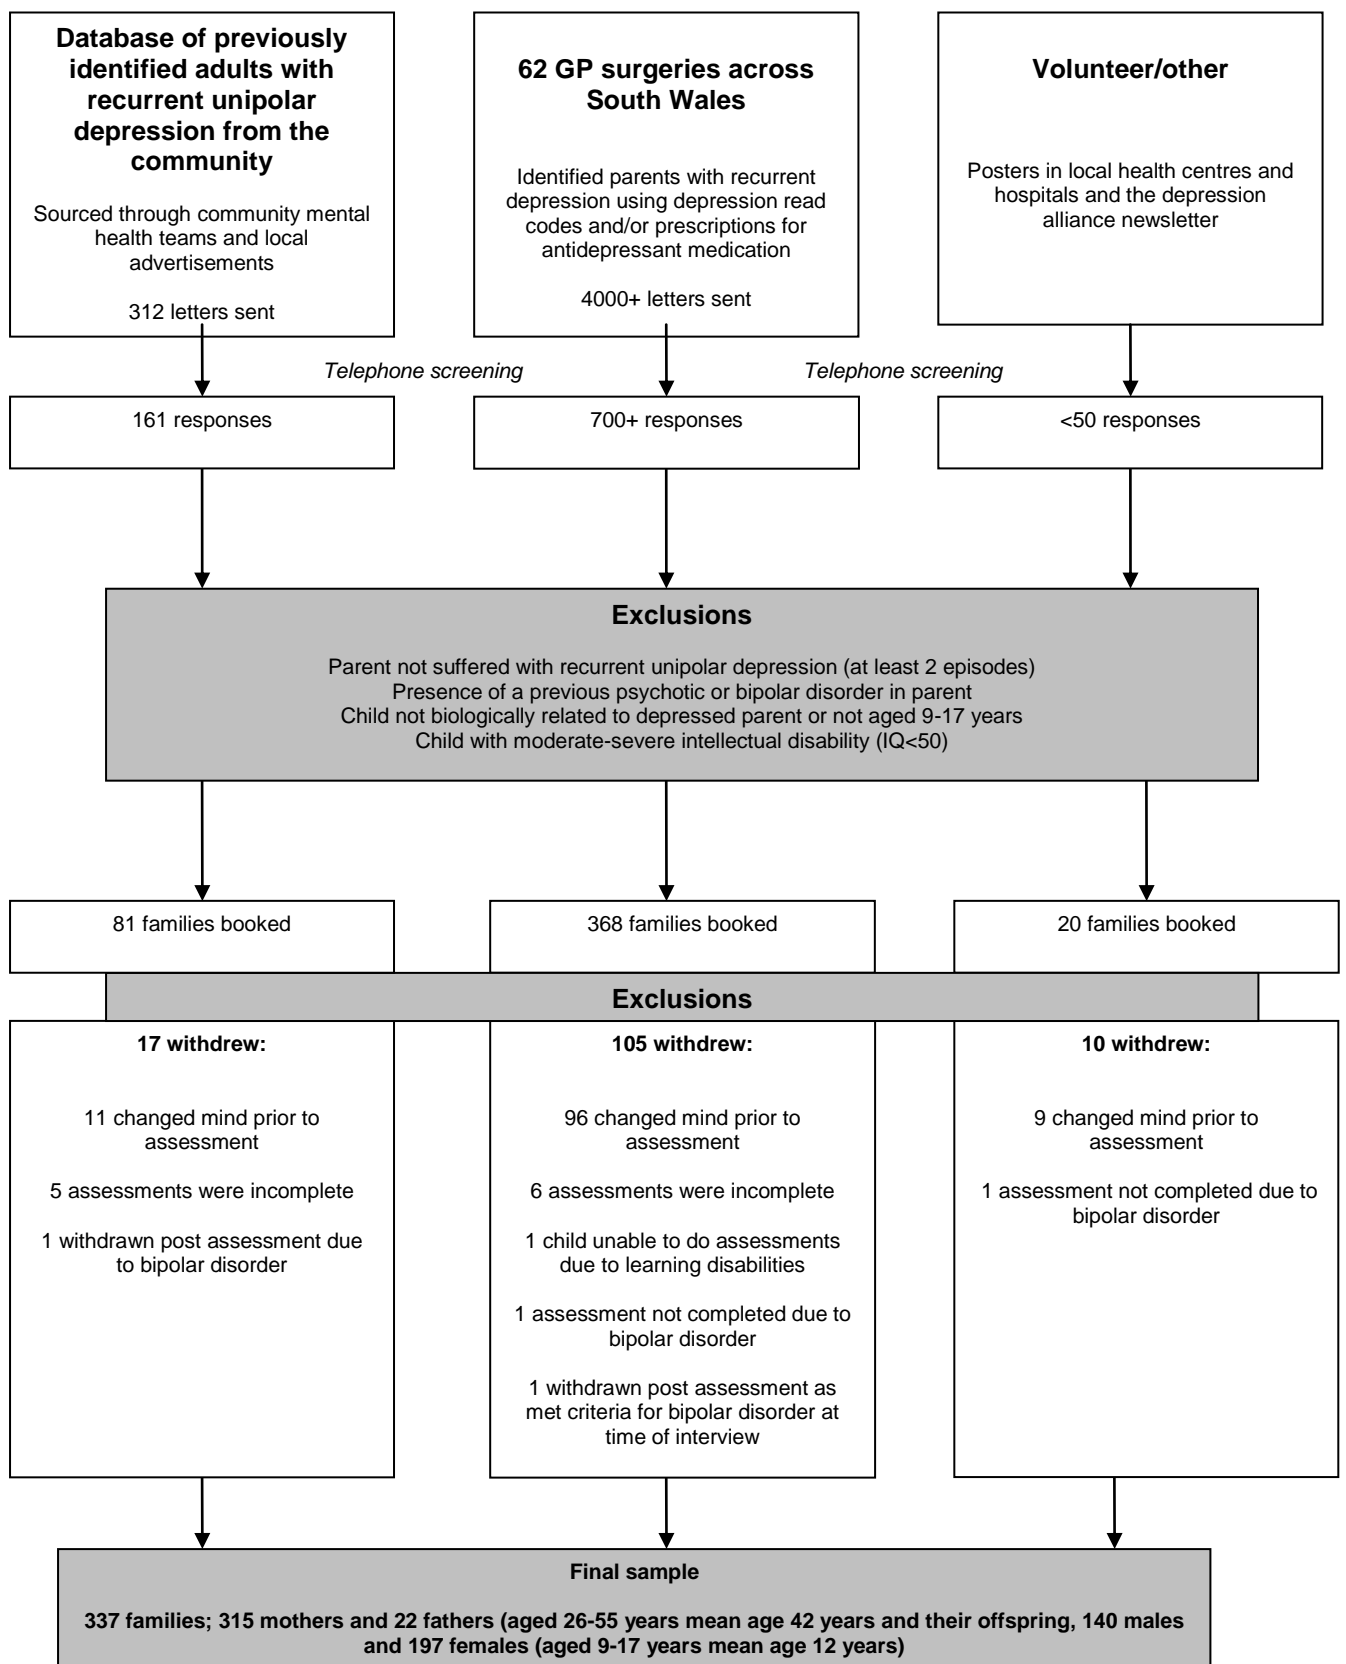 Database of previously
identified adults with
recurrent unipolar
depression from the
community
Sourced through community mental
health teams and local
advertisements
312 letters sent
62 GP surgeries across
South Wales
Identified parents with recurrent
depression using depression read
codes and/or prescriptions for
antidepressant medication
4000+ letters sent
Volunteer/other
Posters in local health centres and
hospitals and the depression
alliance newsletter
Telephone screening
Telephone screening
161 responses
700+ responses
<50 responses
Exclusions
Parent not suffered with recurrent unipolar depression (at least 2 episodes)
Presence of a previous psychotic or bipolar disorder in parent
Child not biologically related to depressed parent or not aged 9-17 years
Child with moderate-severe intellectual disability (IQ<50)
81 families booked
368 families booked
20 families booked
Exclusions
17 withdrew:
11 changed mind prior to
assessment
5 assessments were incomplete
1 withdrawn post assessment due
to bipolar disorder
105 withdrew:
96 changed mind prior to
assessment
6 assessments were incomplete
1 child unable to do assessments
due to learning disabilities
1 assessment not completed due to
bipolar disorder
1 withdrawn post assessment as
met criteria for bipolar disorder at
time of interview
10 withdrew:
9 changed mind prior to
assessment
1 assessment not completed due to
bipolar disorder
Final sample
337 families; 315 mothers and 22 fathers (aged 26-55 years mean age 42 years and their offspring, 140 males
and 197 females (aged 9-17 years mean age 12 years)